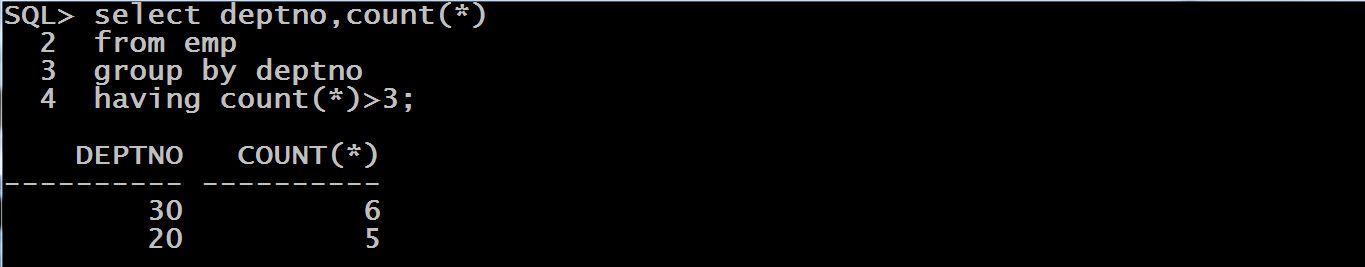 SQL> select deptno,count(*)
  2  from emp
  3  group by deptno
  4  having count(*)>3;

    DEPTNO   COUNT(*)
---------- ----------
        30          6
        20          5